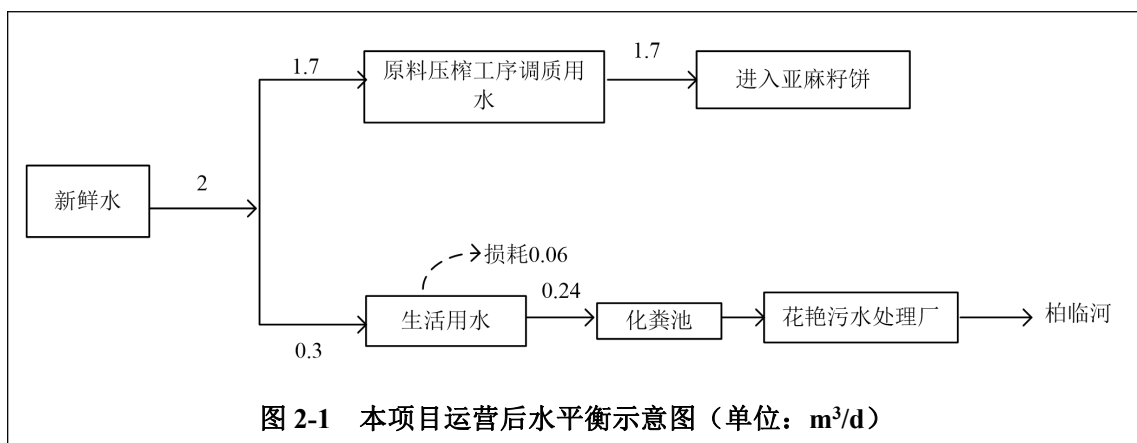 1.7
原料压榨工序调质用
水
1.7
进入亚麻籽饼
新鲜水
2
损耗0.06
0.3
生活用水
0.24
化粪池
花艳污水处理厂
柏临河
图 2-1 本项目运营后水平衡示意图（单位：m³/d）